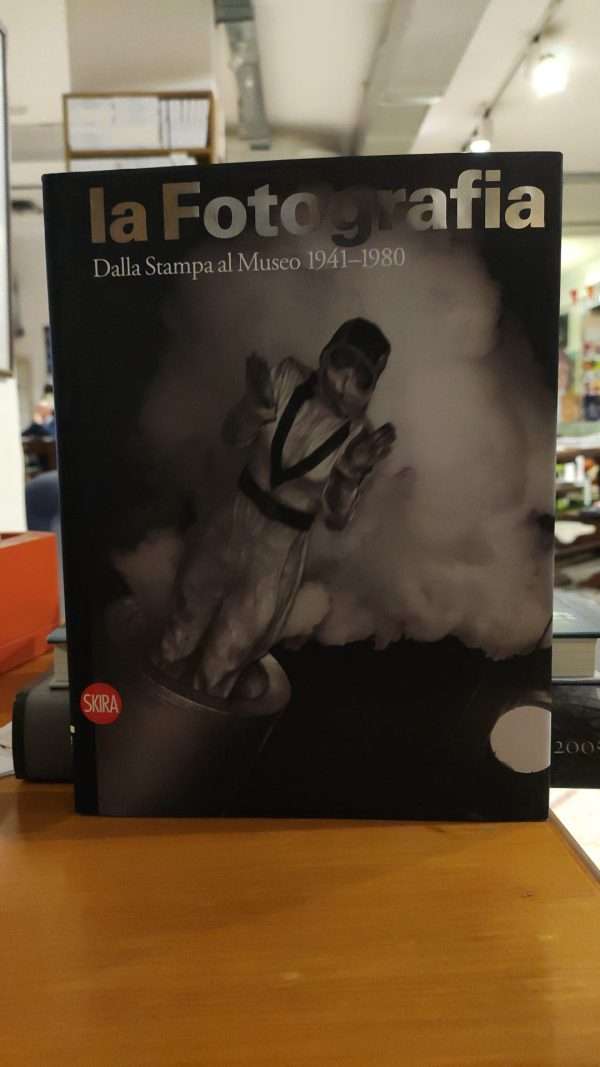 la Fotografia
Dalla Stampa al Museo 1941–1980
SKIRA